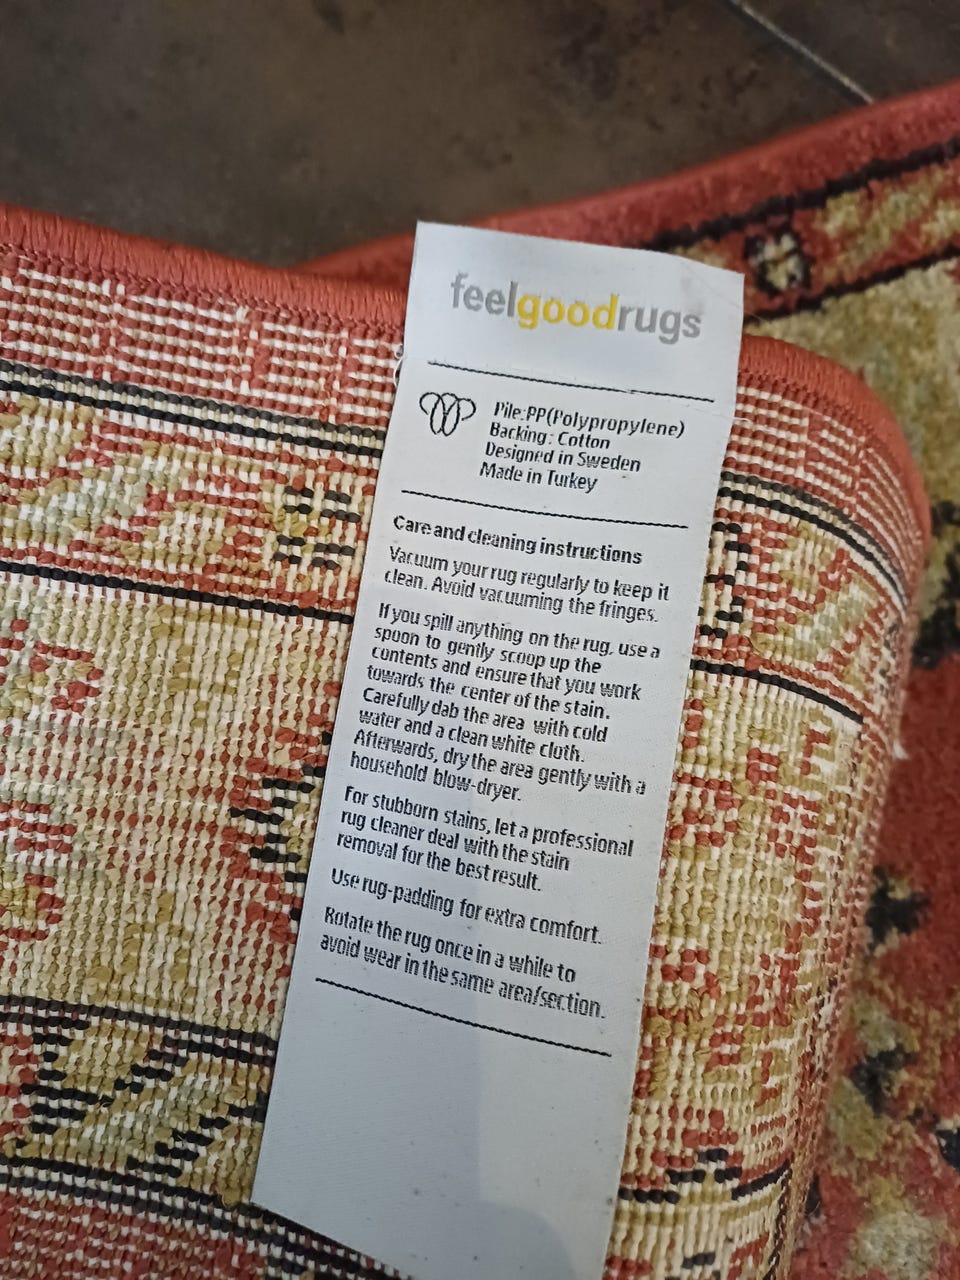 feelgoodrugs
Pile:PP(Polypropylene)
Backing: Cotton
Designed in Sweden
Made in Turkey
Care and cleaning instructions
Vacuum your rug regularly to keep it
clean. Avoid vacuuming the fringes.
If you spill anything on the rug, use a
spoon to gently scoop up the
contents and ensure that you work
towards the center of the stain.
Carefully dab the area with cold
water and a clean white cloth.
Afterwards, dry the area gently with a
household blow-dryer.
For stubborn stains, let a professional
rug cleaner deal with the stain
removal for the best result.
Use rug-padding for extra comfort.
Rotate the rug once in a while to
avoid wear in the same area/section.